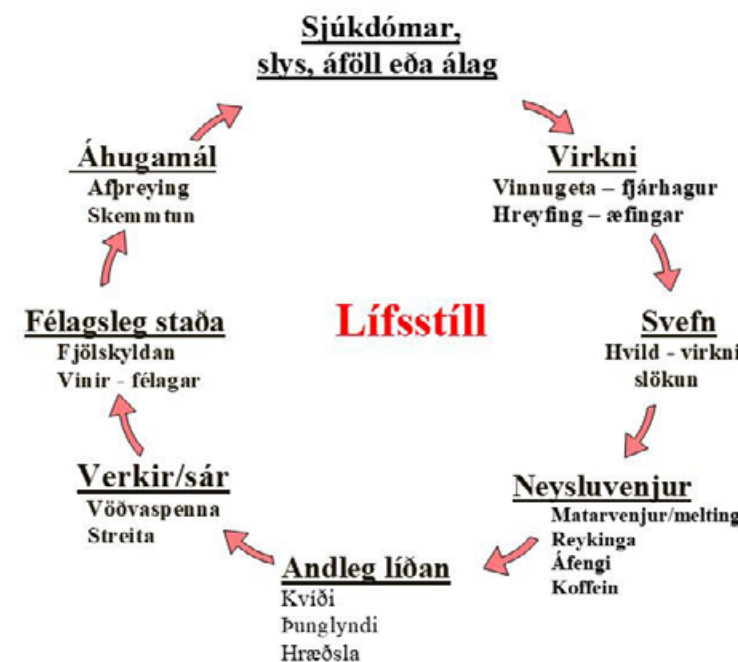 Sjúkdómar,
slys, áföll eða álag
Virkni
Vinnugeta – fjárhagur
Hreyfing – æfingar
Svefn
Hvild - virkni
slökun
Neysluvenjur
Matarvenjur/melting
Reykinga
Áfengi
Koffein
Andleg líðan
Kvíði
Þunglyndi
Hræðsla
Verkir/sár
Vöðvaspenna
Streita
Félagsleg staða
Fjölskyldan
Vinir - félagar
Áhugamál
Afþreying
Skemmtun
Lífsstíll